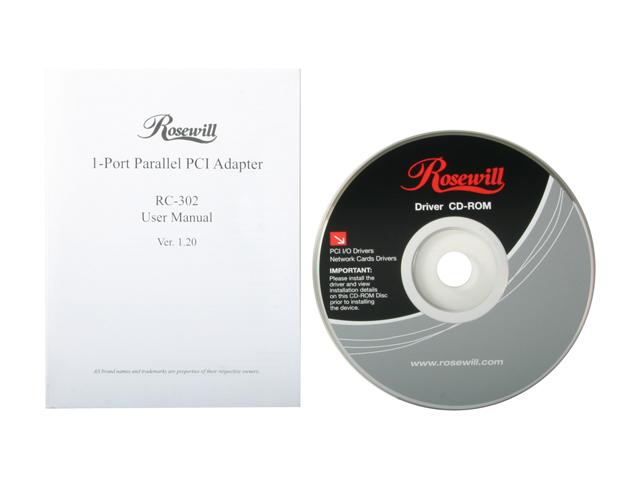 Rosewill
1-Port Parallel PCI Adapter
RC-302
User Manual
Ver. 1.20
All brand names and trademarks are properties of their respective owners.
Rosewill
Driver CD-ROM
PCI I/O Drivers
Network Cards Drivers
IMPORTANT:
Please install the
driver and view
installation details
on this CD-ROM Disc
prior to installing
the device.
www.rosewill.com